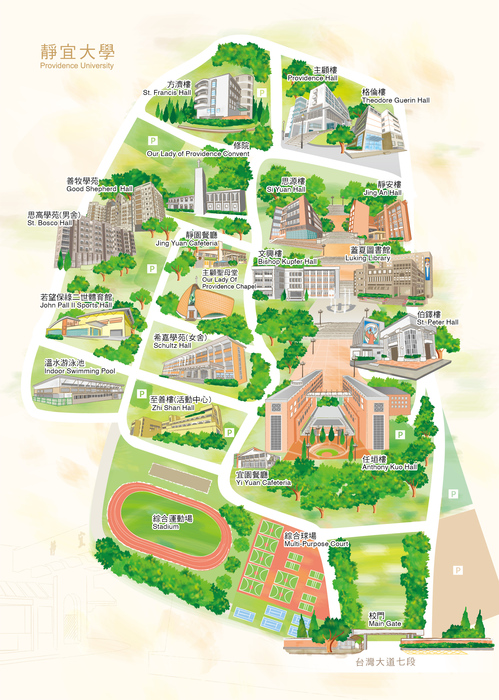 靜宜大學
Providence University
方濟樓
St. Francis Hall
主顧樓
Providence Hall
格倫樓
Theodore Guerin Hall
P
P
修院
Our Lady of Providence Convent
善牧學苑
Good Shepherd Hall
思源樓
Si Yuan Hall
靜安樓
Jing An Hall
思高學苑(男舍)
St. Bosco Hall
靜園餐廳
Jing Yuan Cafeteria
文興樓
Bishop Kupfer Hall
蓋夏圖書館
Luking Library
P
主顧聖母堂
Our Lady Of
Providence Chapel
若望保祿二世體育館
John Pall II Sports Hall
伯鐸樓
St. Peter Hall
希嘉學苑(女舍)
Schultz Hall
溫水游泳池
Indoor Swimming Pool
P
至善樓(活動中心)
Zhi Shan Hall
P
P
任垣樓
Anthony Kuo Hall
宜園餐廳
Yi Yuan Cafeteria
P
綜合運動場
Stadium
綜合球場
Multi-Purpose Court
P
校門
Main Gate
台灣大道七段